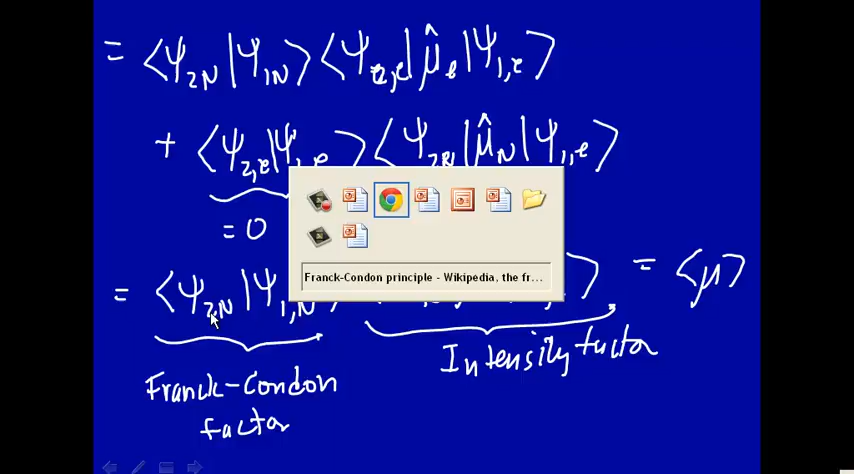 = ⟨Ψ2N|Ψ1N⟩⟨Ψ2,e|μ̂e|Ψ1,e⟩
+ ⟨Ψ2,e|Ψ1,e⟩⟨Ψ2N|μ̂N|Ψ1,e⟩
= 0
Franck-Condon principle - Wikipedia, the fr...
= ⟨Ψ2,N|Ψ1,N⟩ = ⟨μ⟩
Intensity factor
Franck-Condon
factor